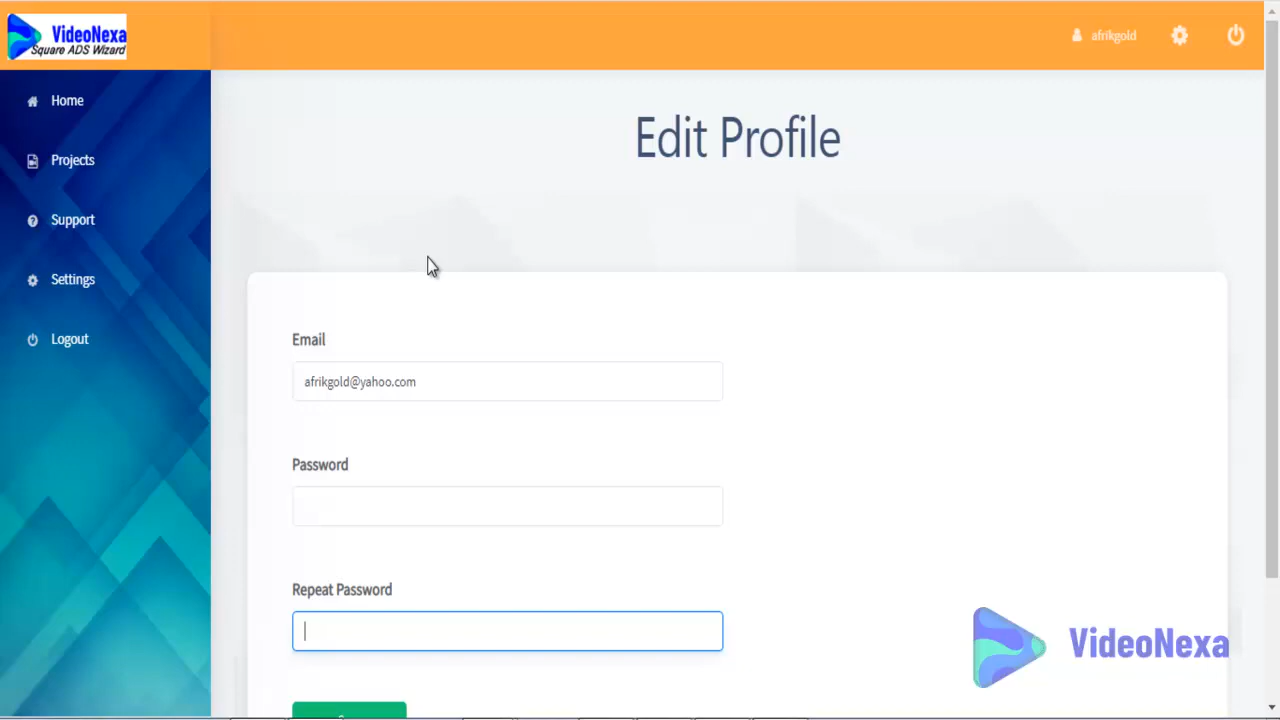 VideoNexa
Square ADS Wizard
afrikgold
Home
Projects
Support
Settings
Logout
Edit Profile
Email
afrikgold@yahoo.com
Password
Repeat Password
VideoNexa